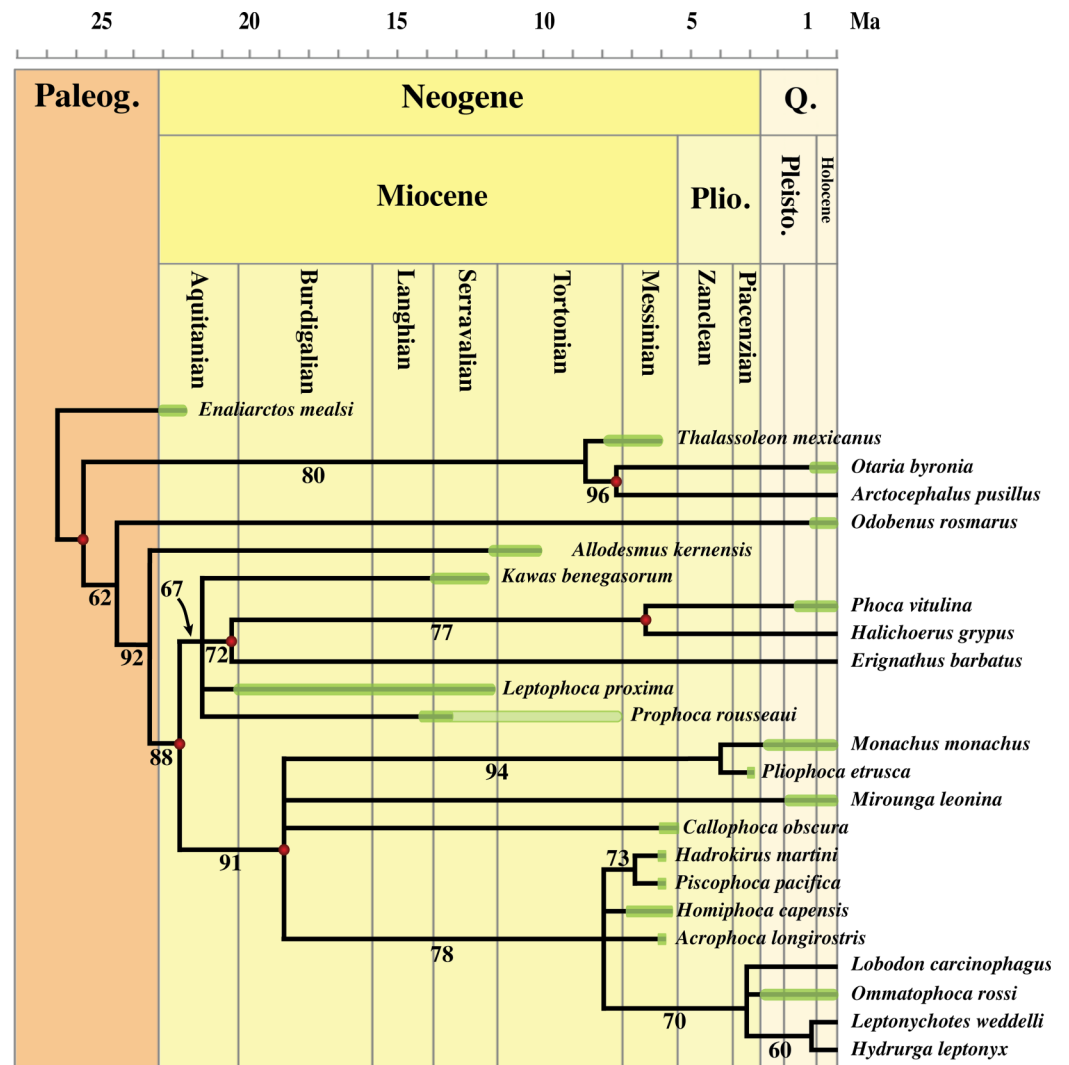 25 20 15 10 5 1 Ma
Paleog. Neogene Q.
Miocene Plio. Pleisto. Holocene
Aquitanian Burdigalian Langhian Serravalian Tortonian Messinian Zanclean Piacenzian
Enaliarctos mealsi
Thalassoleon mexicanus
Otaria byronia
80
96 Arctocephalus pusillus
Odobenus rosmarus
Allodesmus kernensis
Kawas benegasorum
67
62
Phoca vitulina
77 Halichoerus grypus
92 72 Erignathus barbatus
Leptophoca proxima
Prophoca rousseaui
Monachus monachus
88
94 Pliophoca etrusca
Mirounga leonina
Callophoca obscura
91 73 Hadrokirus martini
Piscophoca pacifica
Homiphoca capensis
Acrophoca longirostris
78
Lobodon carcinophagus
Ommatophoca rossi
70 Leptonychotes weddelli
60 Hydrurga leptonyx